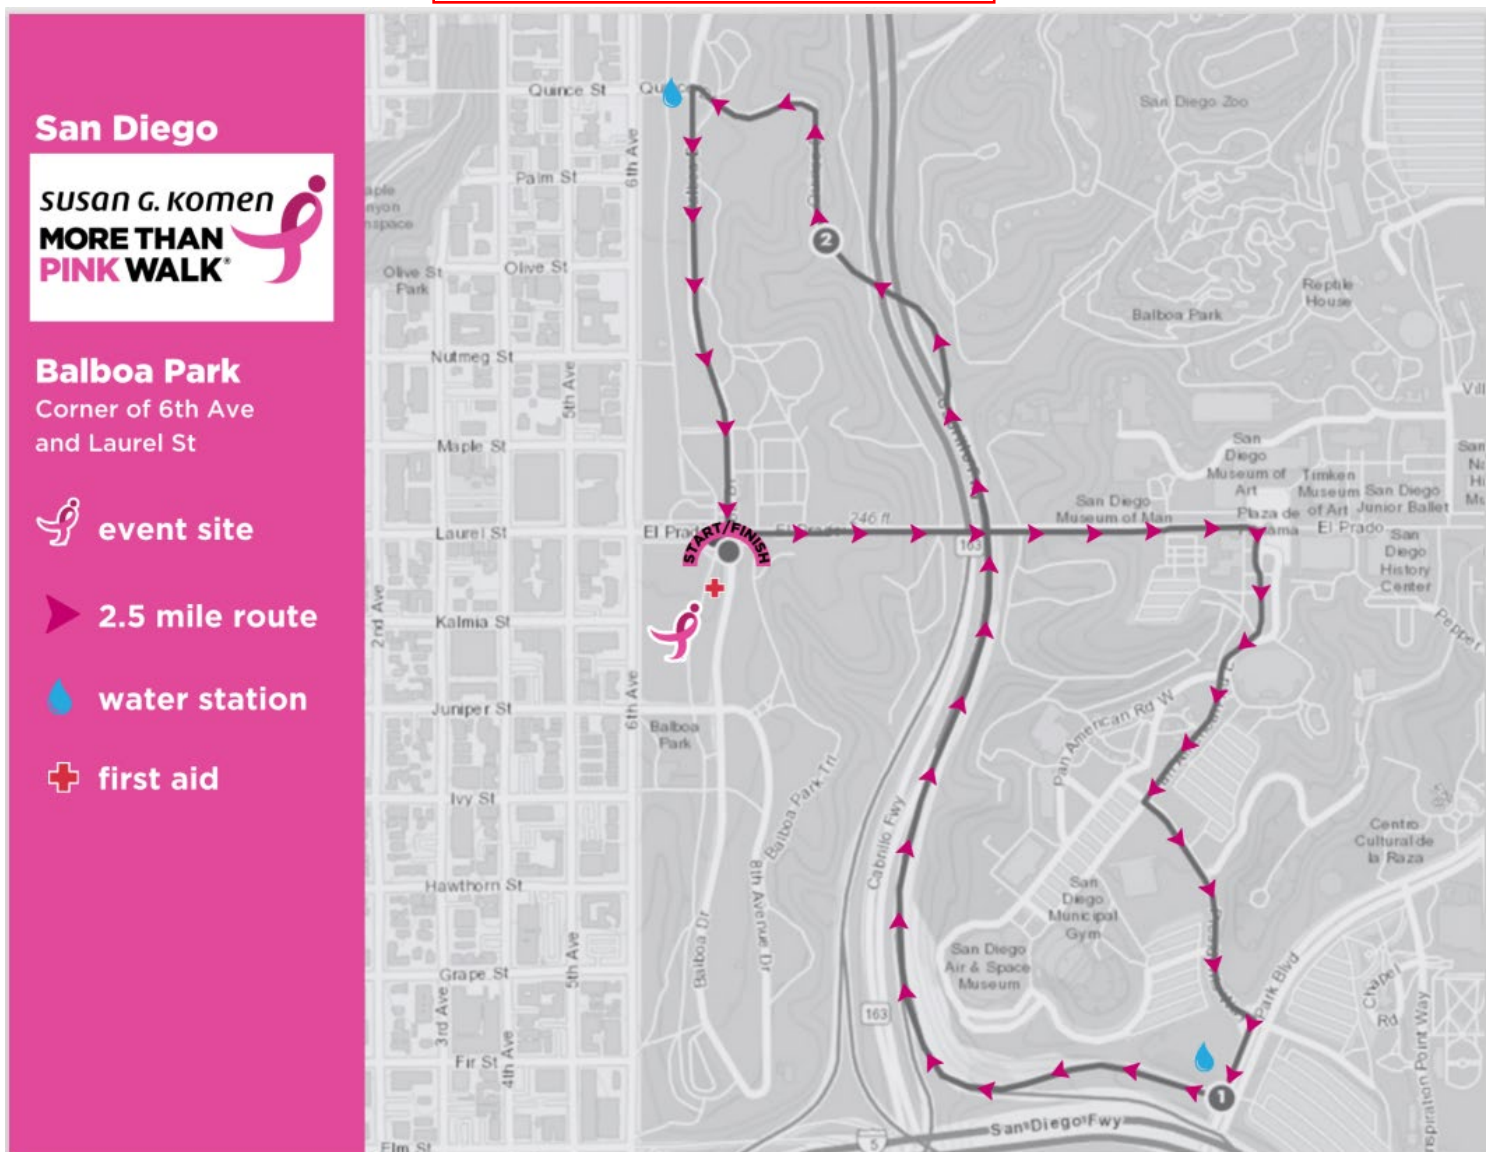 San Diego
SUSAN G. KOMEN
MORE THAN
PINK WALK®
Balboa Park
Corner of 6th Ave
and Laurel St
event site
2.5 mile route
water station
first aid
Quince St
6th Ave
San Diego Zoo
Palm St
2
Olive St
Park
Olive St
Reptile
House
Balboa Park
Nutmeg St
5th Ave
Maple St
San
Diego
Museum of
Art
Timken
Museum
of Art
San Diego
Junior Ballet
San Diego
Museum of Man
Plaza de
El Prado
Laurel St
START/FINISH
246 ft
163
San
Diego
History
Center
2nd Ave
Kalmia St
Peppet
6th Ave
Juniper St
Balboa
Park
Pan American Rd W
Ivy St
Balboa Park Trl
Cabrillo Fwy
Centro
Cultural de
la Raza
Hawthorn St
8th Avenue Dr
San
Diego
Municipal
Gym
Balboa Dr
5th Ave
Grape St
San Diego
Air & Space
Museum
Park Blvd
Chapel
Rd
3rd Ave
163
Fir St
4th Ave
1
San Diego Fwy
5
Elm St